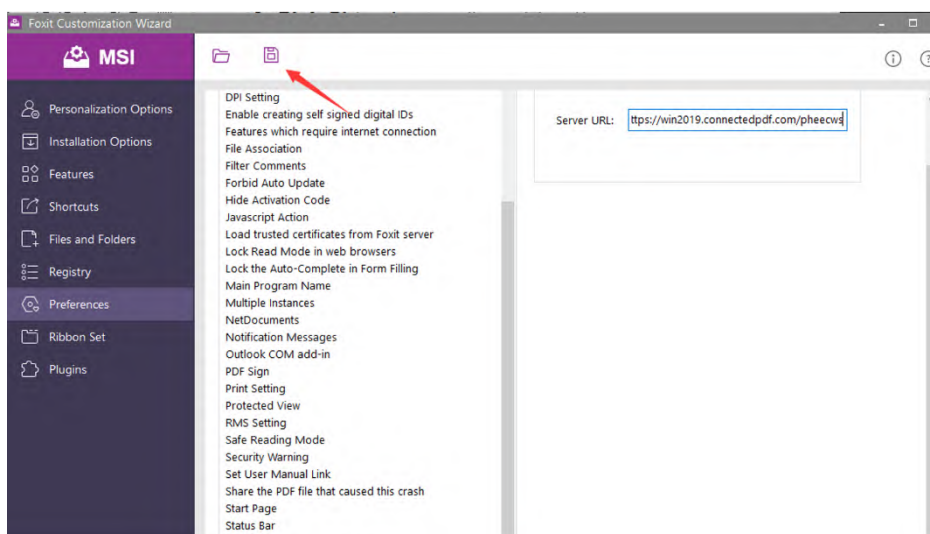 Foxit Customization Wizard
MSI
Personalization Options
Installation Options
Features
Shortcuts
Files and Folders
Registry
Preferences
Ribbon Set
Plugins
DPI Setting
Enable creating self signed digital IDs
Features which require internet connection
File Association
Filter Comments
Forbid Auto Update
Hide Activation Code
Javascript Action
Load trusted certificates from Foxit server
Lock Read Mode in web browsers
Lock the Auto-Complete in Form Filling
Main Program Name
Multiple Instances
NetDocuments
Notification Messages
Outlook COM add-in
PDF Sign
Print Setting
Protected View
RMS Setting
Safe Reading Mode
Security Warning
Set User Manual Link
Share the PDF file that caused this crash
Start Page
Status Bar
Server URL: ttps://win2019.connectedpdf.com/pheecws